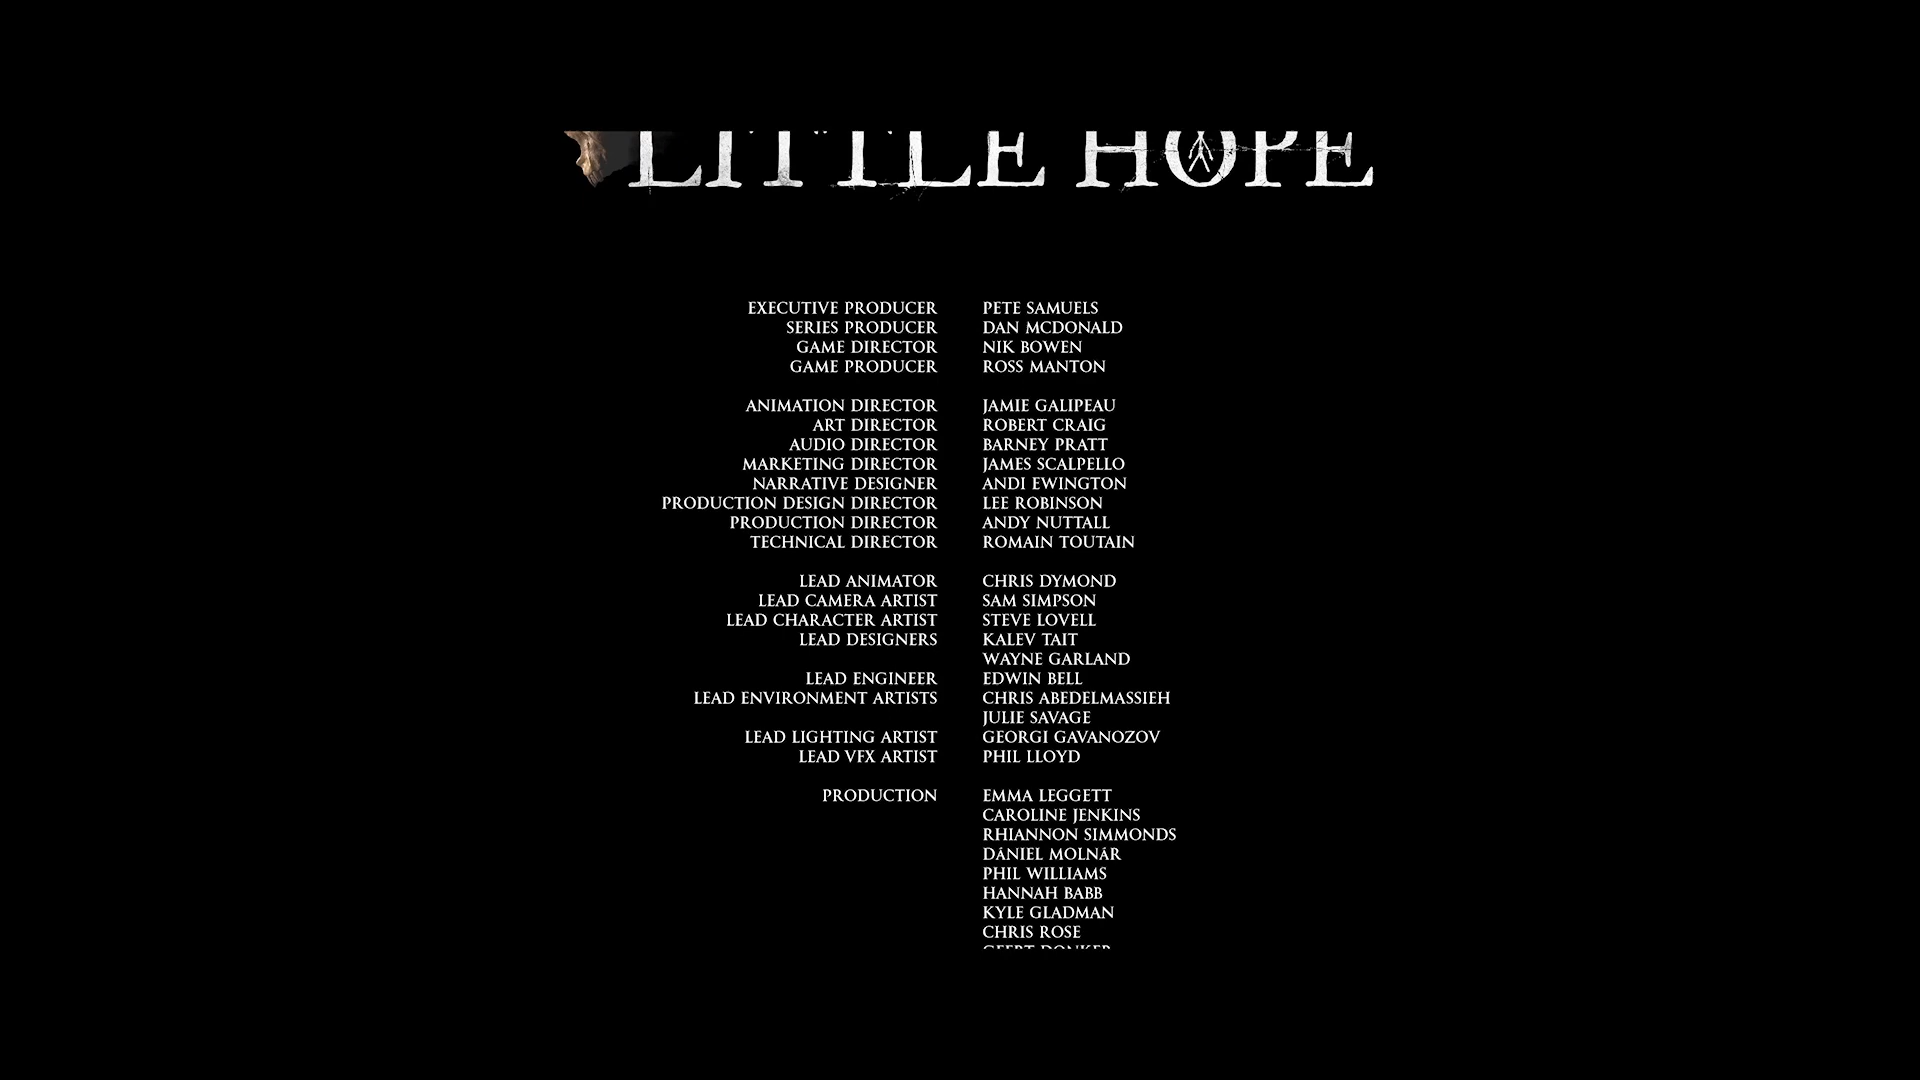 LITTLE HOPE
EXECUTIVE PRODUCER PETE SAMUELS
SERIES PRODUCER DAN MCDONALD
GAME DIRECTOR NIK BOWEN
GAME PRODUCER ROSS MANTON
ANIMATION DIRECTOR JAMIE GALIPEAU
ART DIRECTOR ROBERT CRAIG
AUDIO DIRECTOR BARNEY PRATT
MARKETING DIRECTOR JAMES SCALPELLO
NARRATIVE DESIGNER ANDI EWINGTON
PRODUCTION DESIGN DIRECTOR LEE ROBINSON
PRODUCTION DIRECTOR ANDY NUTTALL
TECHNICAL DIRECTOR ROMAIN TOUTAIN
LEAD ANIMATOR CHRIS DYMOND
LEAD CAMERA ARTIST SAM SIMPSON
LEAD CHARACTER ARTIST STEVE LOVELL
LEAD DESIGNERS KALEV TAIT
WAYNE GARLAND
LEAD ENGINEER EDWIN BELL
LEAD ENVIRONMENT ARTISTS CHRIS ABEDELMASSIEH
JULIE SAVAGE
LEAD LIGHTING ARTIST GEORGI GAVANOZOV
LEAD VFX ARTIST PHIL LLOYD
PRODUCTION EMMA LEGGETT
CAROLINE JENKINS
RHIANNON SIMMONDS
DÁNIEL MOLNÁR
PHIL WILLIAMS
HANNAH BABB
KYLE GLADMAN
CHRIS ROSE